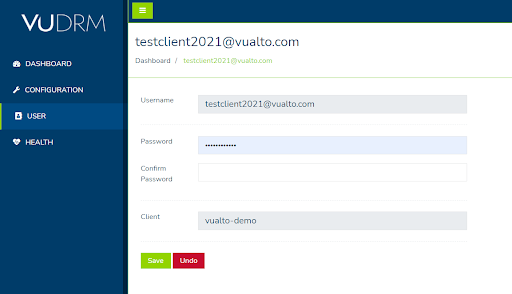 VUDRM
DASHBOARD
CONFIGURATION
USER
HEALTH
testclient2021@vualto.com
Dashboard / testclient2021@vualto.com
Username
testclient2021@vualto.com
Password
••••••••••••
Confirm
Password
Client
vualto-demo
Save Undo